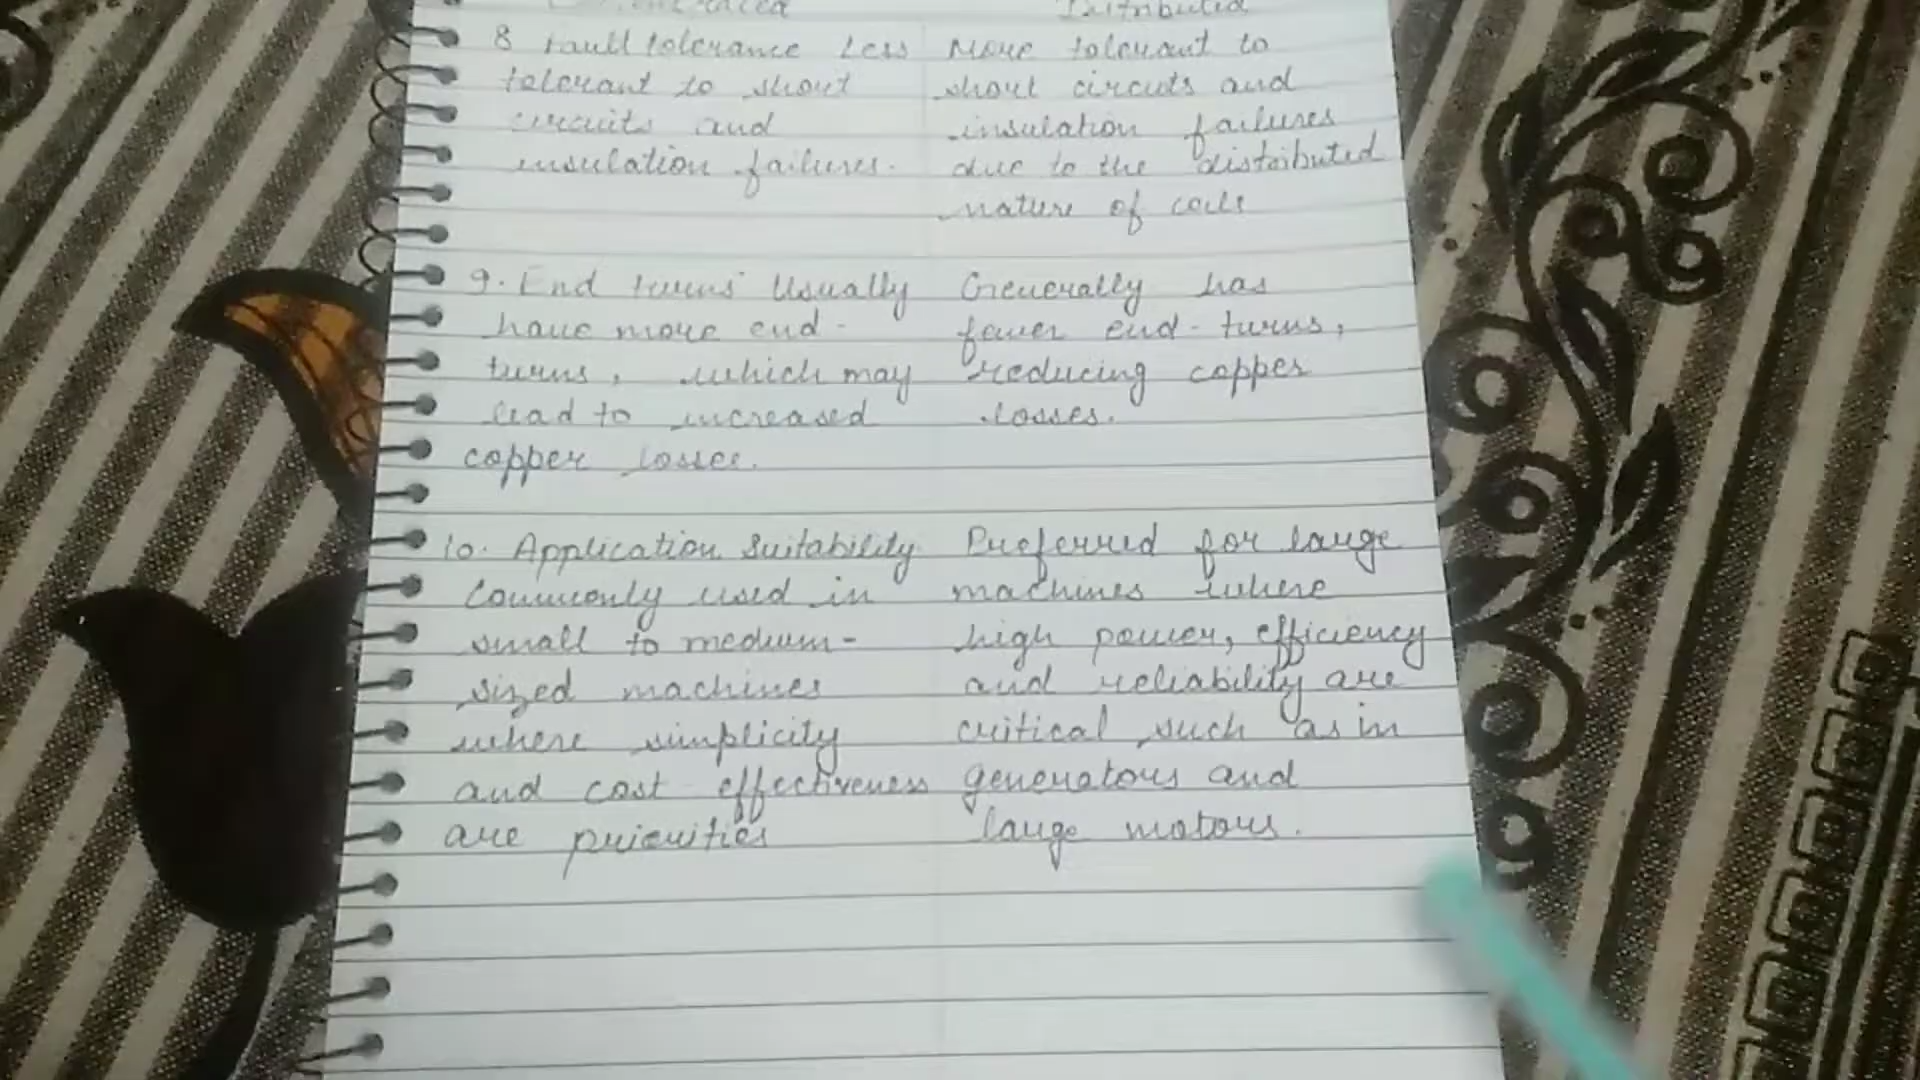 Distributed
8 Fault tolerance Less
tolerant to short
circuits and
insulation failures.
More tolerant to
short circuits and
insulation failures
due to the distributed
nature of coils
9. End turns Usually
have more end-
turns, which may
lead to increased
copper losses.
Generally has
fewer end-turns,
reducing copper
losses.
10. Application Suitability
Commonly used in
small to medium-
sized machines
where simplicity
and cost effectiveness
are priorities
Preferred for large
machines where
high power, efficiency
and reliability are
critical such as in
generators and
large motors.